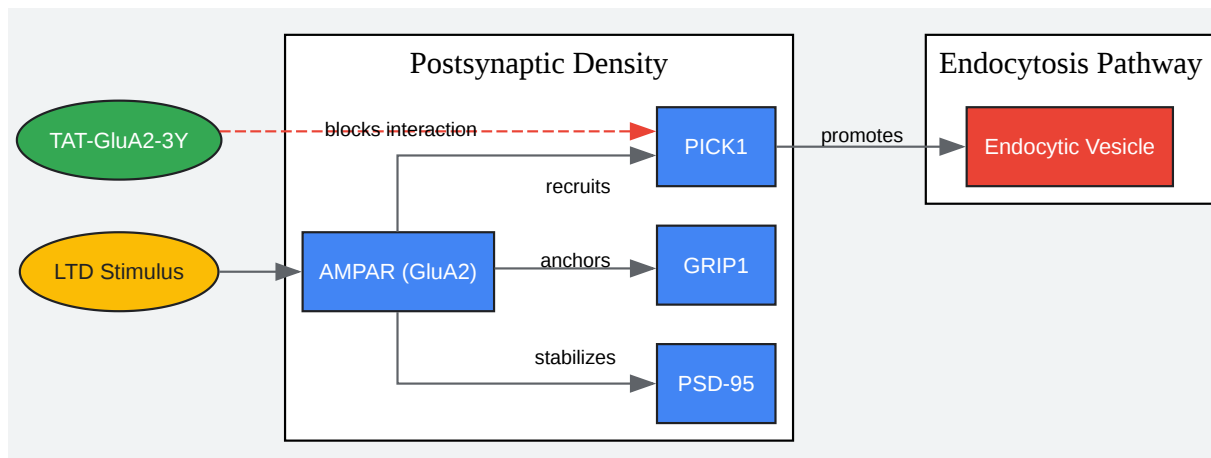 Postsynaptic Density
Endocytosis Pathway
TAT-GluA2-3Y
blocks interaction
PICK1
promotes
Endocytic Vesicle
recruits
LTD Stimulus
AMPAR (GluA2)
anchors
GRIP1
stabilizes
PSD-95